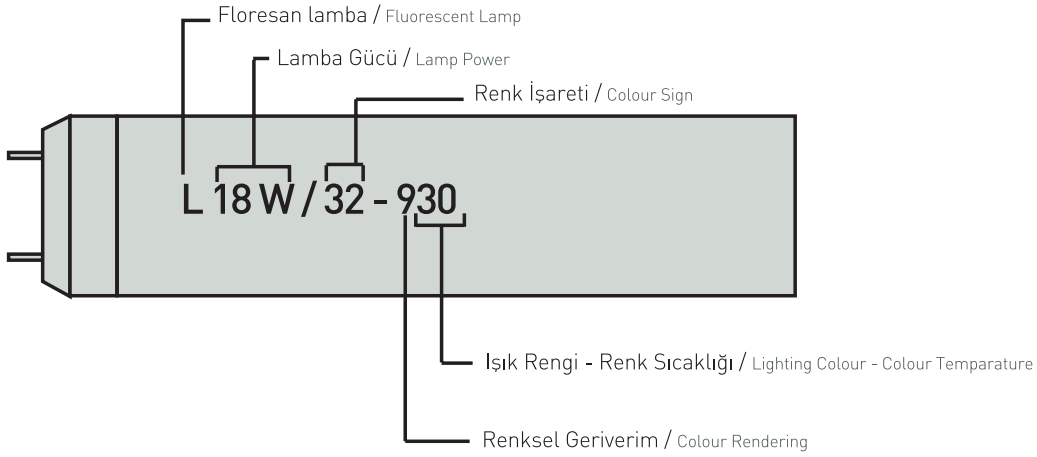 Floresan lamba / Fluorescent Lamp
Lamba Gücü / Lamp Power
Renk İşareti / Colour Sign
L 18 W / 32 - 930
Işık Rengi - Renk Sıcaklığı / Lighting Colour - Colour Temparature
Renksel Geriverim / Colour Rendering